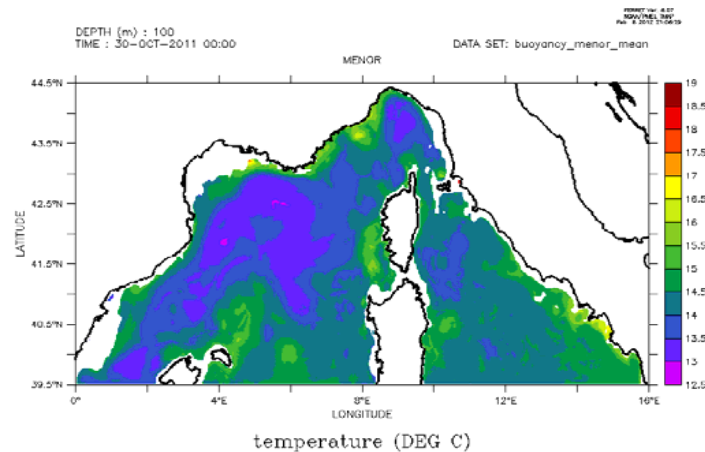 DEPTH (m) : 100
TIME : 30-OCT-2011 00:00
DATA SET: buoyancy_menor_mean
MENOR
44.5°N
43.5°N
42.5°N
41.5°N
40.5°N
39.5°N
LATITUDE
0°
4°E
8°E
12°E
16°E
LONGITUDE
19
18.5
18
17.5
17
16.5
16
15.5
15
14.5
14
13.5
13
12.5
temperature (DEG C)